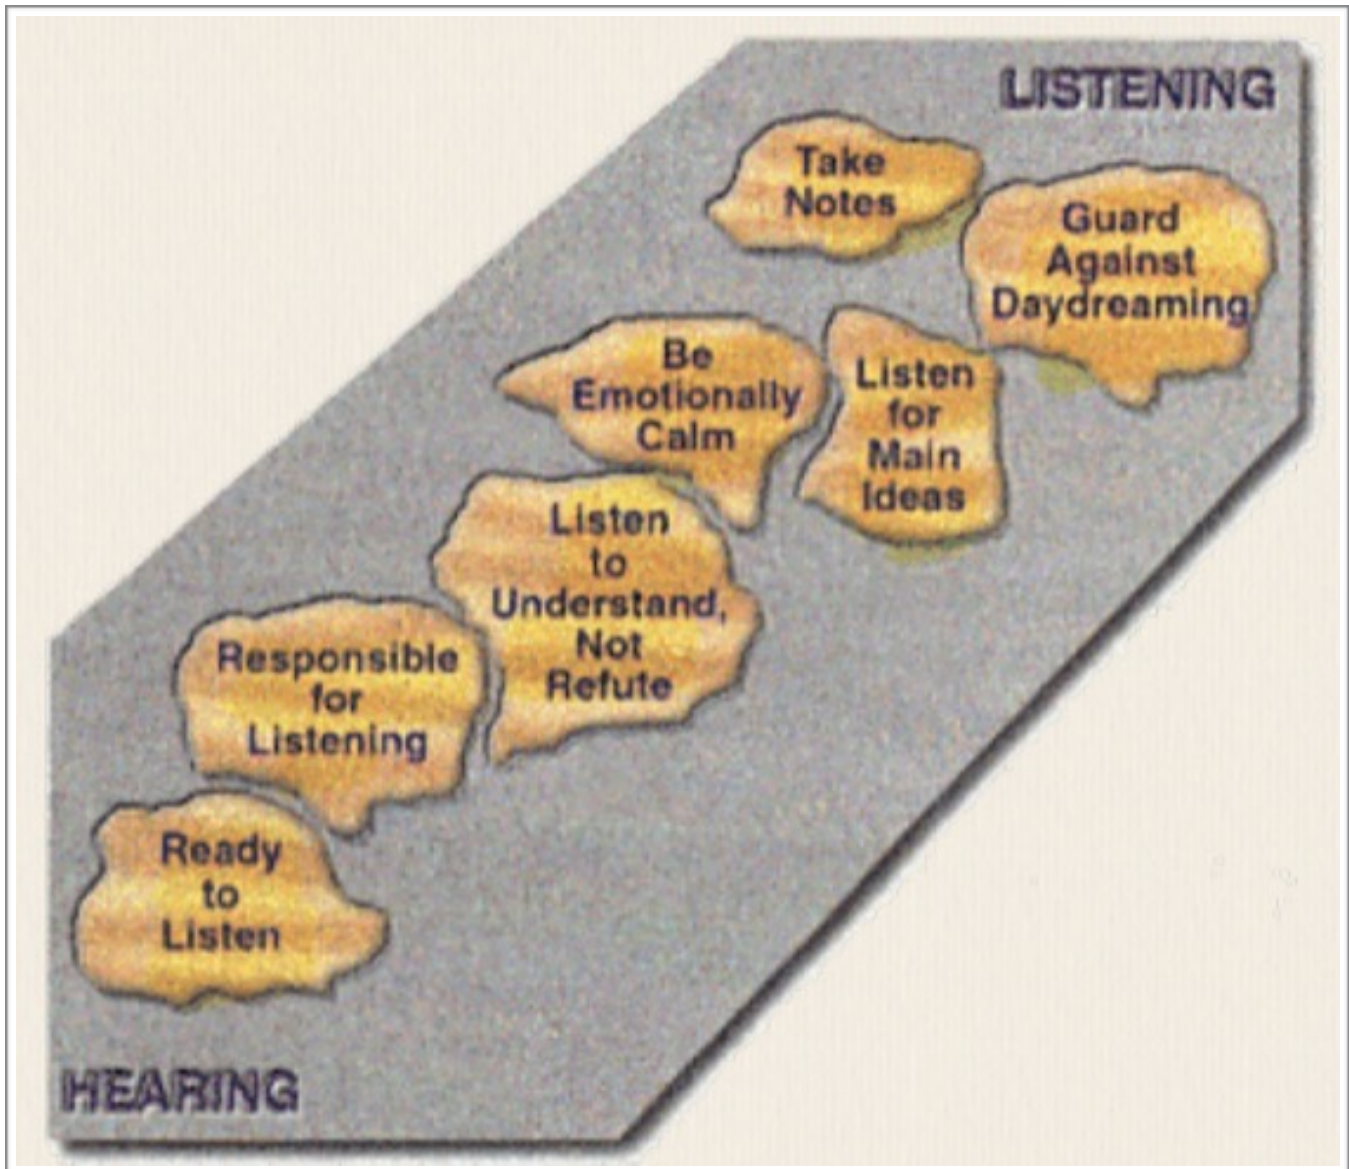 LISTENING
Take
Notes
Guard
Against
Daydreaming
Be
Emotionally
Calm
Listen
for
Main
Ideas
Listen
to
Understand,
Not
Refute
Responsible
for
Listening
Ready
to
Listen
HEARING